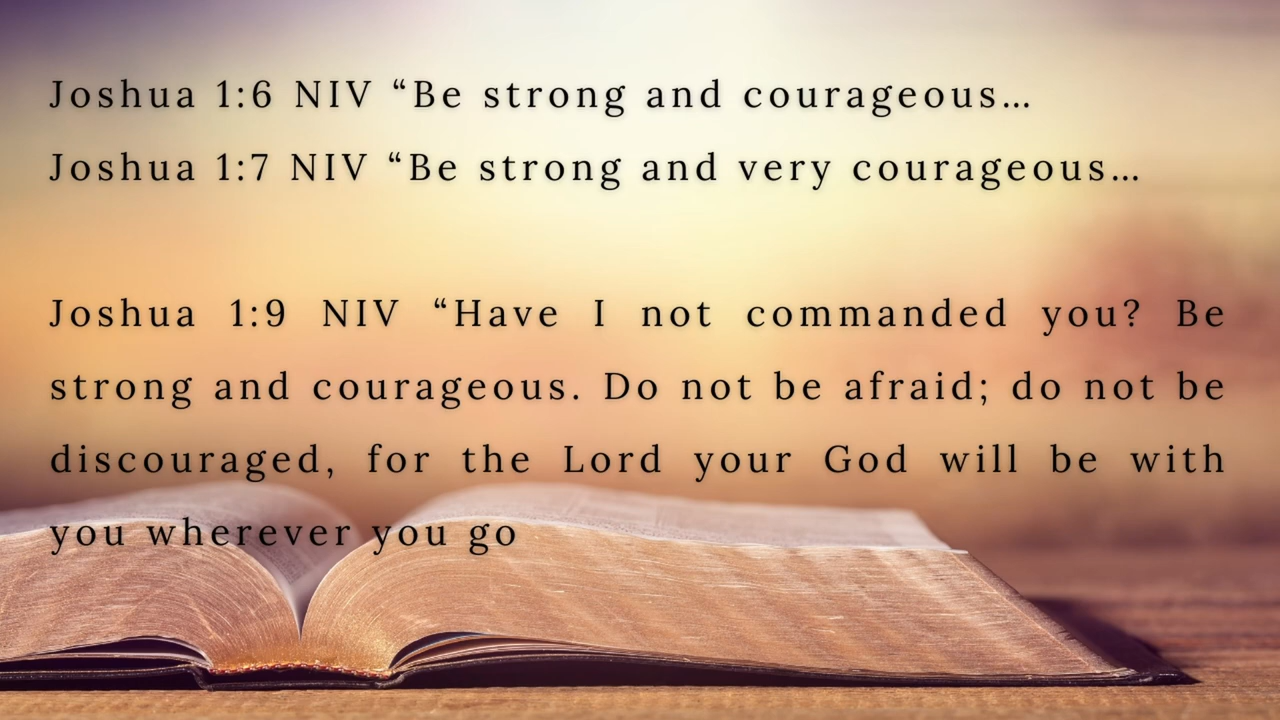 Joshua 1:6 NIV “Be strong and courageous…
Joshua 1:7 NIV “Be strong and very courageous…
Joshua 1:9 NIV “Have I not commanded you? Be
strong and courageous. Do not be afraid; do not be
discouraged, for the Lord your God will be with
you wherever you go